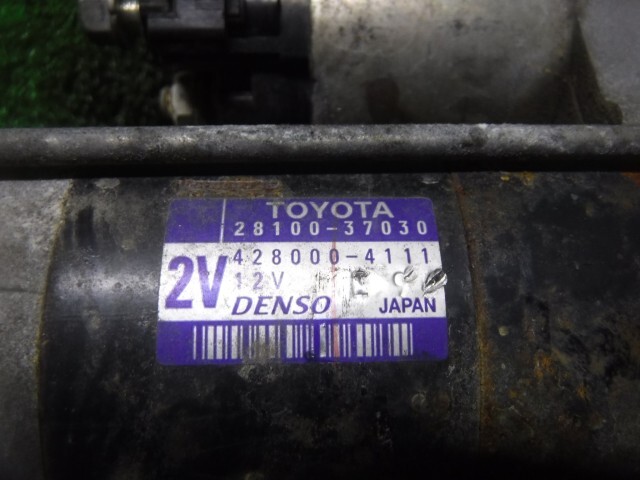 TOYOTA
28100-37030
2V
428000-4111
12V
DENSO
JAPAN